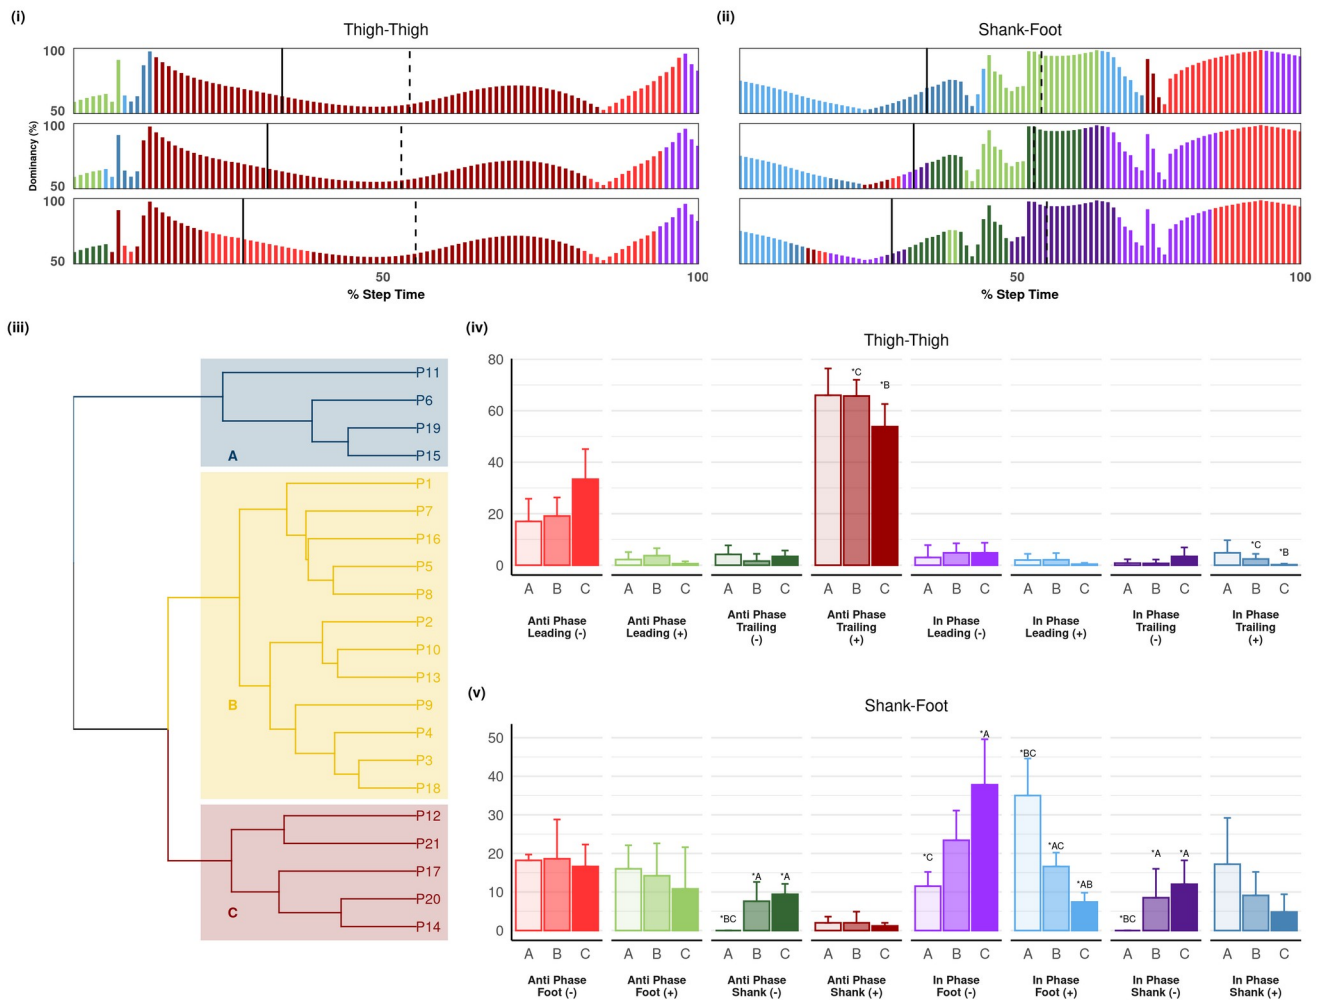 (i)
Thigh-Thigh
(ii)
Shank-Foot
Dominancy (%)
100
50
100
50
100
50
50
100
% Step Time
50
100
% Step Time
(iii)
P11
P6
P19
P15
A
P1
P7
P16
P5
P8
P2
P10
P13
P9
B
P4
P3
P18
P12
P21
P17
P20
C
P14
(iv)
Thigh-Thigh
80
60
40
20
0
*C
*B
*C
*B
A B C A B C A B C A B C A B C A B C A B C A B C
Anti Phase
Leading (-)
Anti Phase
Leading (+)
Anti Phase
Trailing
(-)
Anti Phase
Trailing
(+)
In Phase
Leading (-)
In Phase
Leading (+)
In Phase
Trailing
(-)
In Phase
Trailing
(+)
(v)
Shank-Foot
50
40
30
20
10
0
*BC
*A
*A
*C
*A
*BC
*AC
*AB
*BC
*A
*A
A B C A B C A B C A B C A B C A B C A B C A B C
Anti Phase
Foot (-)
Anti Phase
Foot (+)
Anti Phase
Shank (-)
Anti Phase
Shank (+)
In Phase
Foot (-)
In Phase
Foot (+)
In Phase
Shank (-)
In Phase
Shank (+)